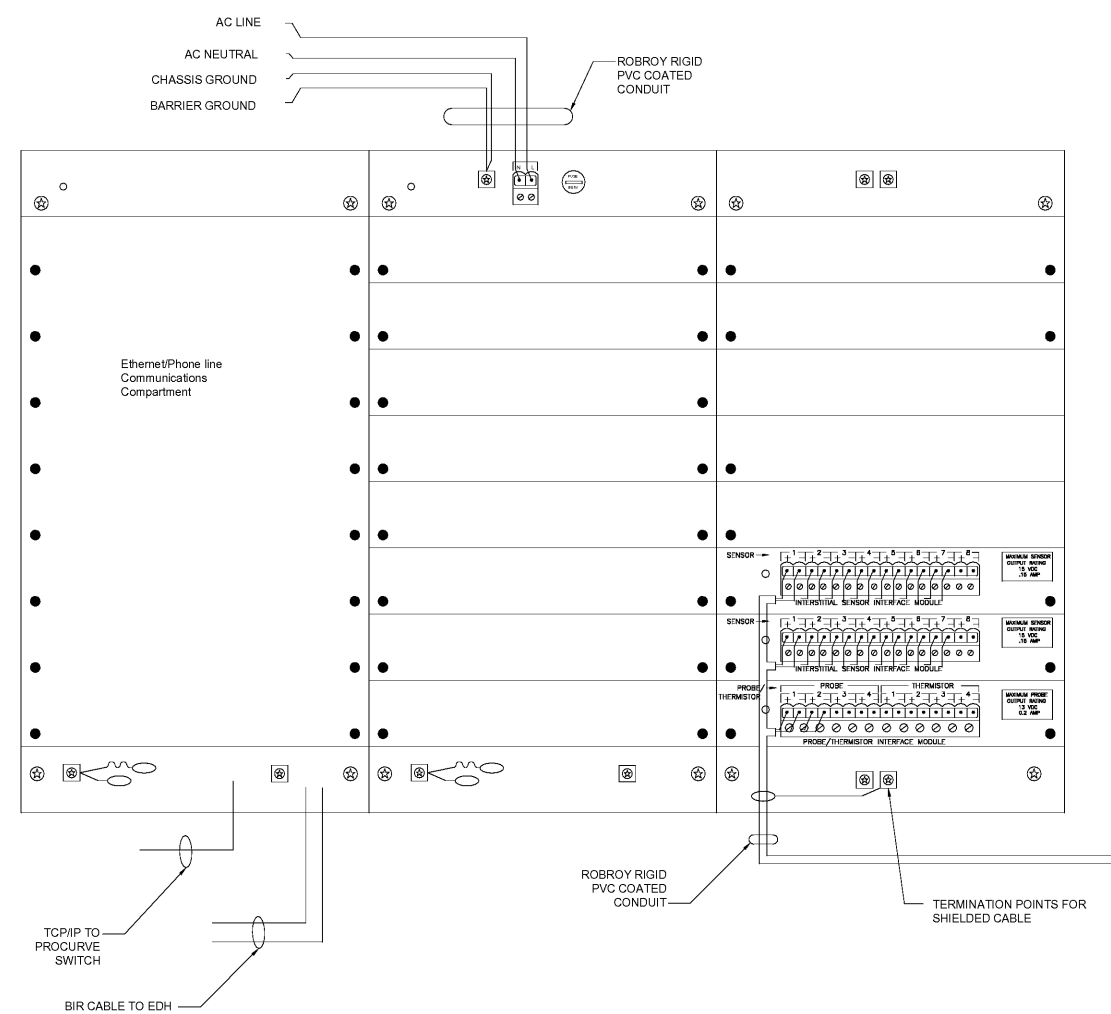 AC LINE
AC NEUTRAL
CHASSIS GROUND
BARRIER GROUND
ROBROY RIGID
PVC COATED
CONDUIT
N L
FUSE
Ethernet/Phone line
Communications
Compartment
SENSOR
1 2 3 4 5 6 7 8
+ + + + + + + +
INTERSTITIAL SENSOR INTERFACE MODULE
MAXIMUM SENSOR
OUTPUT RATING
15 VDC
.16 AMP
SENSOR
1 2 3 4 5 6 7 8
+ + + + + + + +
INTERSTITIAL SENSOR INTERFACE MODULE
MAXIMUM SENSOR
OUTPUT RATING
15 VDC
.16 AMP
PROBE/
THERMISTOR
PROBE THERMISTOR
1 2 3 4 1 2 3 4
+ + + + + + + +
PROBE/THERMISTOR INTERFACE MODULE
MAXIMUM PROBE
OUTPUT RATING
13 VDC
0.2 AMP
ROBROY RIGID
PVC COATED
CONDUIT
TERMINATION POINTS FOR
SHIELDED CABLE
TCP/IP TO
PROCURVE
SWITCH
BIR CABLE TO EDH